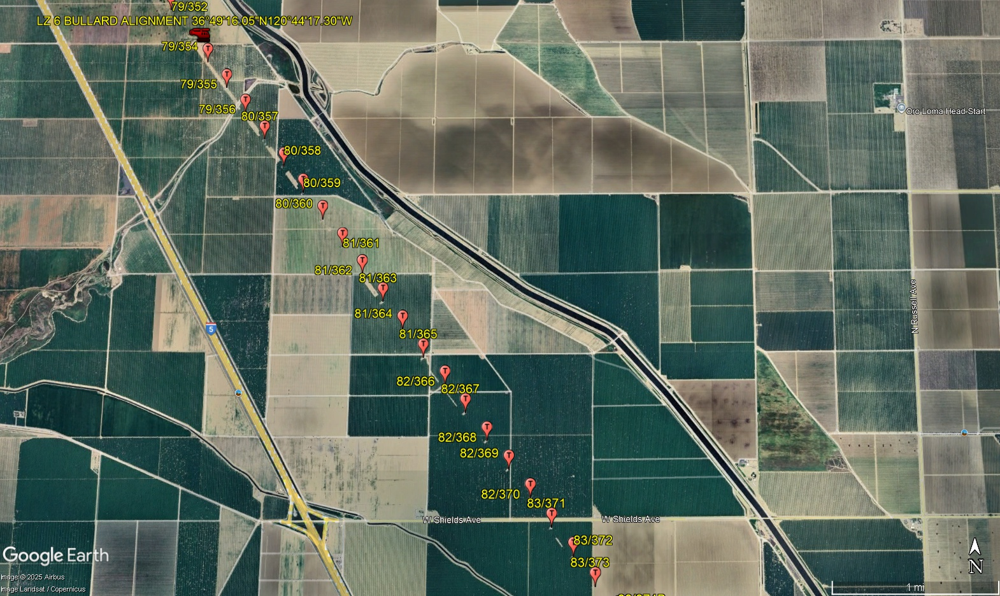 79/352
LZ 6 BULLARD ALIGNMENT 36°49'16.05"N120°44'17.30"W
79/354
T
79/355
T
79/356
T
80/357
T
Oro Loma Head Start
80/358
T
80/359
T
80/360
T
81/361
T
81/362
T
81/363
T
N Russell Ave
81/364
T
5
81/365
T
82/366
T
82/367
T
82/368
T
82/369
T
82/370
T
83/371
T
W Shields Ave
W Shields Ave
83/372
T
83/373
T
Google Earth
N
Image © 2025 Airbus
Image Landsat / Copernicus
1 mi